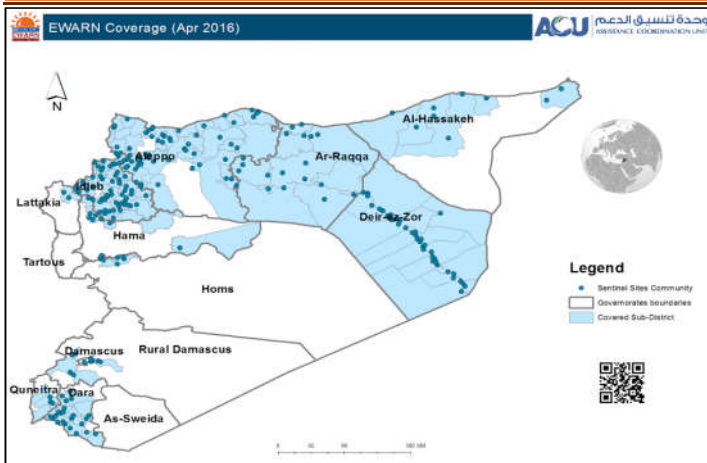 EWARN
EWARN Coverage (Apr 2016)
ACU
وحدة تنسيق الدعم
ASSISTANCE COORDINATION UNIT
N
Al-Hassakeh
Aleppo
Ar-Raqqa
Idleb
Lattakia
Deir-ez-Zor
Hama
Tartous
Homs
Legend
Sentinel Sites Community
Governorates boundaries
Covered Sub-District
Damascus
Rural Damascus
Quneitra
Dara
As-Sweida
0